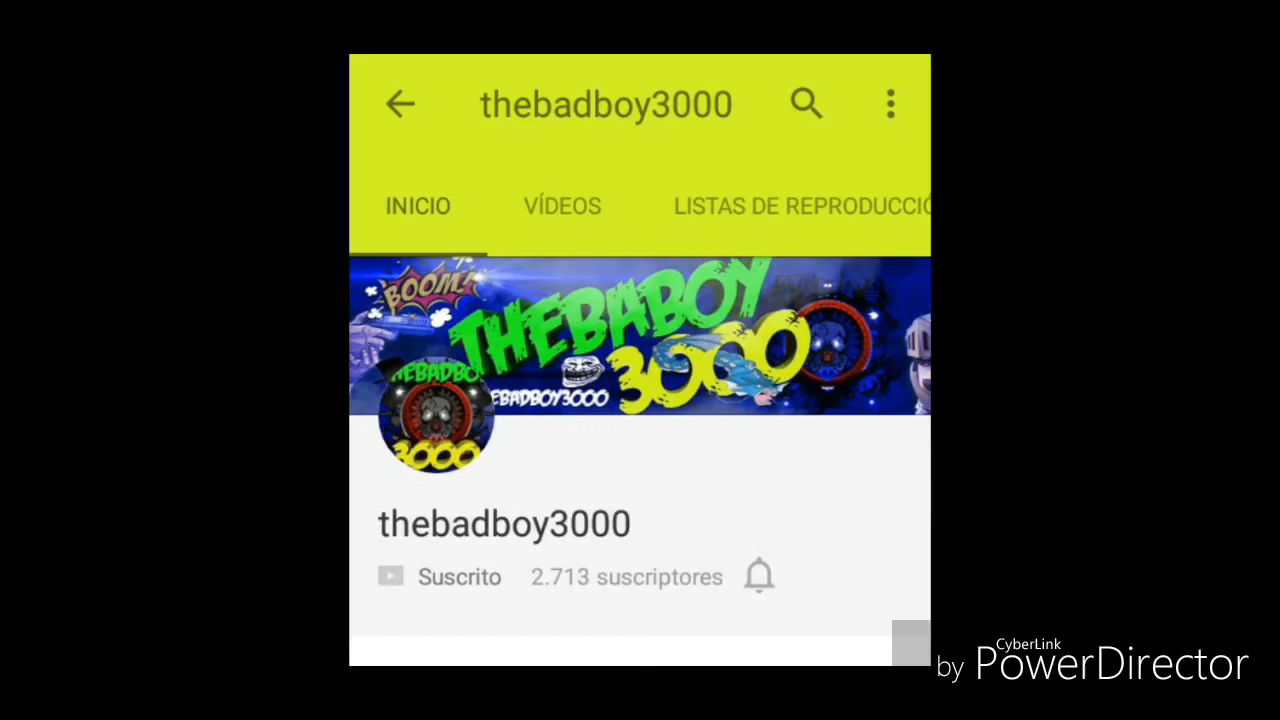 thebadboy3000
INICIO VÍDEOS LISTAS DE REPRODUCCIÓ
BOOM!
THEBABOY
3000
THEBADBO
EBADBOY3000
3000
thebadboy3000
Suscrito 2.713 suscriptores
CyberLink
by PowerDirector